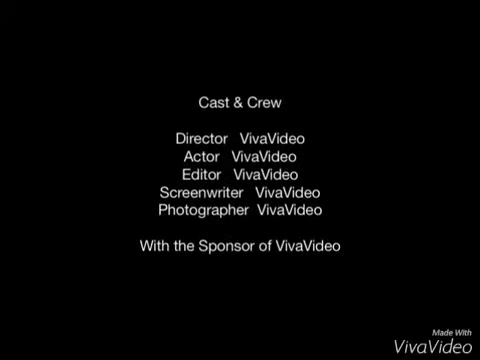 Cast & Crew
Director VivaVideo
Actor VivaVideo
Editor VivaVideo
Screenwriter VivaVideo
Photographer VivaVideo
With the Sponsor of VivaVideo
Made With
VivaVideo